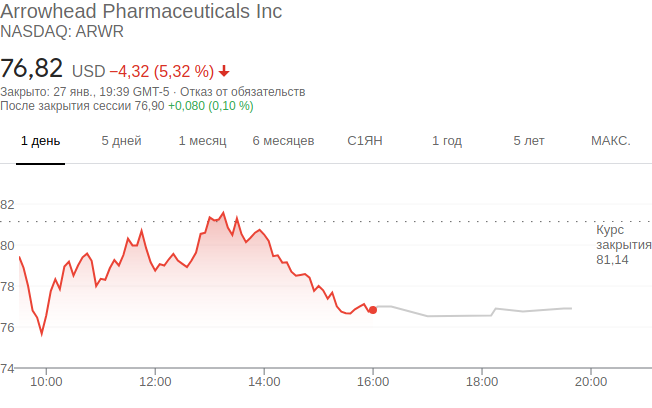 Arrowhead Pharmaceuticals Inc
NASDAQ: ARWR
76,82 USD −4,32 (5,32 %)
Закрыто: 27 янв., 19:39 GMT-5 · Отказ от обязательств
После закрытия сессии 76,90 +0,080 (0,10 %)
1 день 5 дней 1 месяц 6 месяцев С1ЯН 1 год 5 лет МАКС.
82
Курс
закрытия
81,14
80
78
76
74
10:00 12:00 14:00 16:00 18:00 20:00